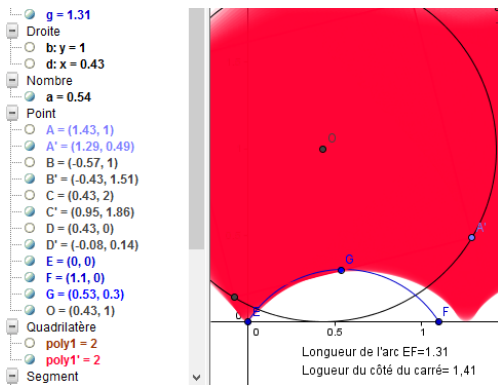 g = 1.31
Droite
b: y = 1
d: x = 0.43
Nombre
a = 0.54
Point
A = (1.43, 1)
A' = (1.29, 0.49)
B = (-0.57, 1)
B' = (-0.43, 1.51)
C = (0.43, 2)
C' = (0.95, 1.86)
D = (0.43, 0)
D' = (-0.08, 0.14)
E = (0, 0)
F = (1.1, 0)
G = (0.53, 0.3)
O = (0.43, 1)
Quadrilatère
poly1 = 2
poly1' = 2
Segment
O
A'
G
E
F
0
0
0.5
1
Longueur de l'arc EF=1.31
Logueur du côté du carré= 1,41